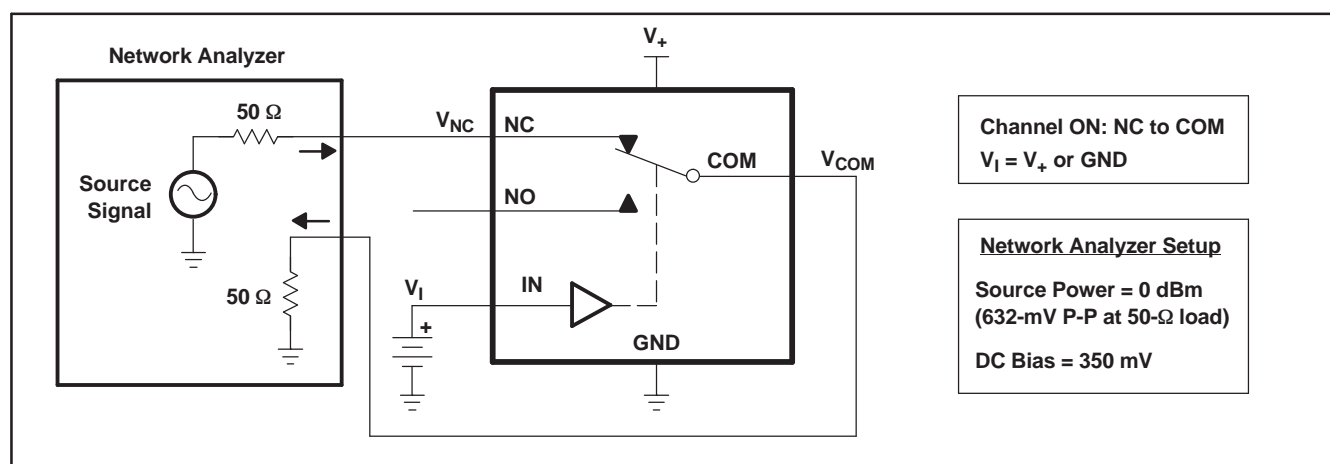 Network Analyzer
50 Ω
Source
Signal
50 Ω
V+
VNC
NC
COM
VCOM
NO
VI
IN
+
GND
Channel ON: NC to COM
VI = V+ or GND
Network Analyzer Setup
Source Power = 0 dBm
(632-mV P-P at 50-Ω load)
DC Bias = 350 mV